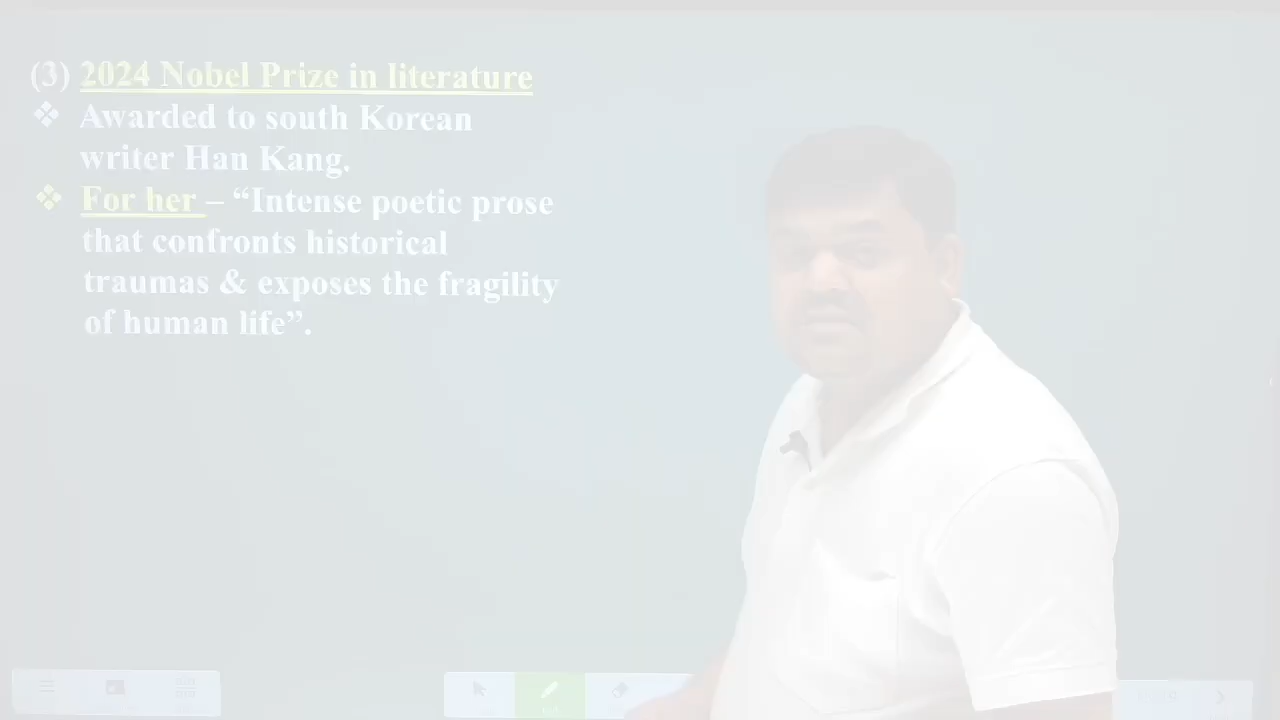 (3) 2024 Nobel Prize in literature
❖ Awarded to south Korean
writer Han Kang.
❖ For her – “Intense poetic prose
that confronts historical
traumas & exposes the fragility
of human life”.